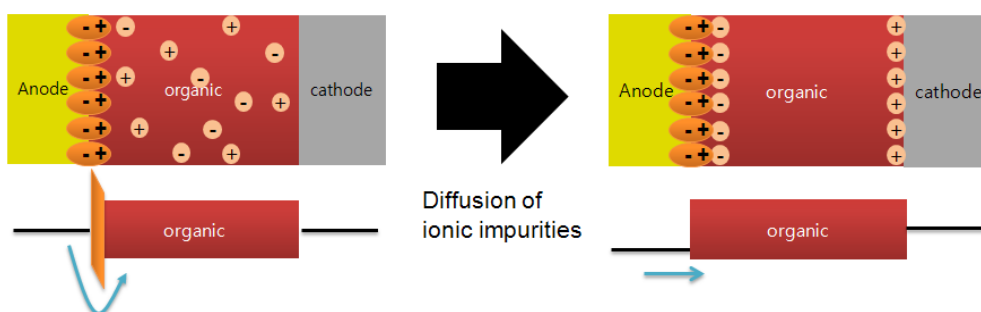 Anode
organic
cathode
Anode
organic
cathode
Diffusion of
ionic impurities
organic
organic